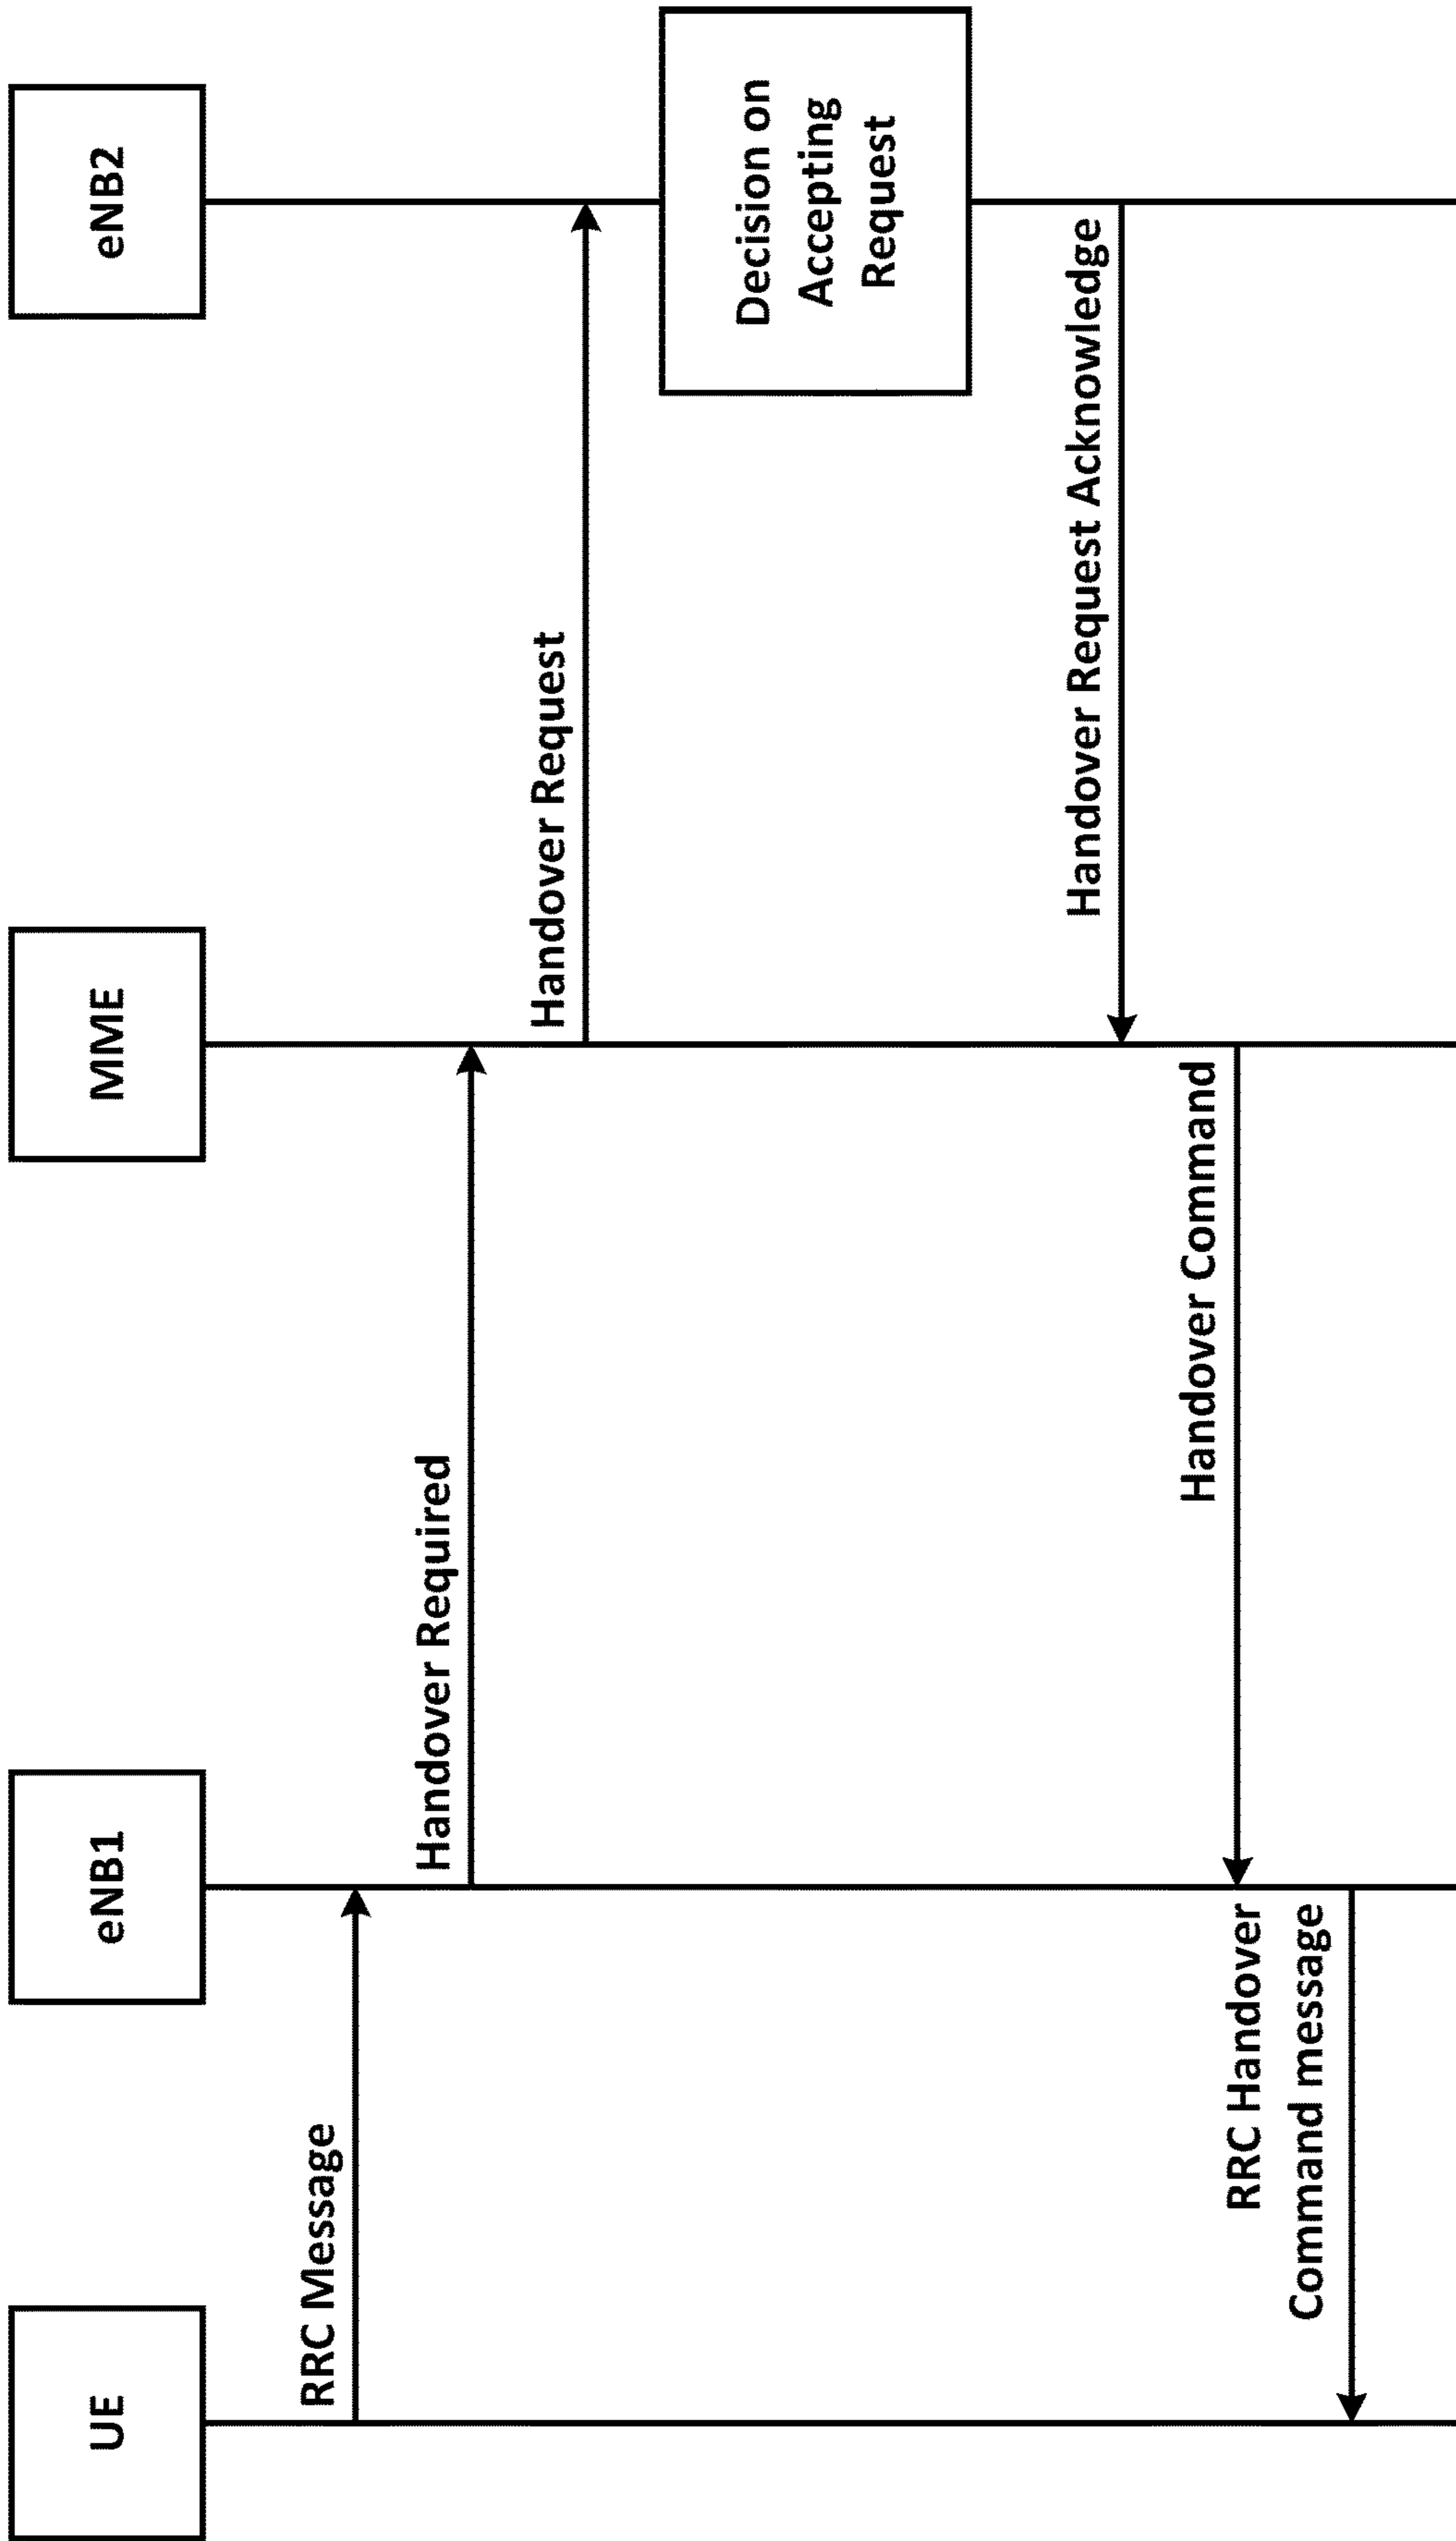 UE
eNB1
MME
eNB2
RRC Message
Handover Required
Handover Request
Decision on
Accepting
Request
Handover Request Acknowledge
Handover Command
RRC Handover
Command message